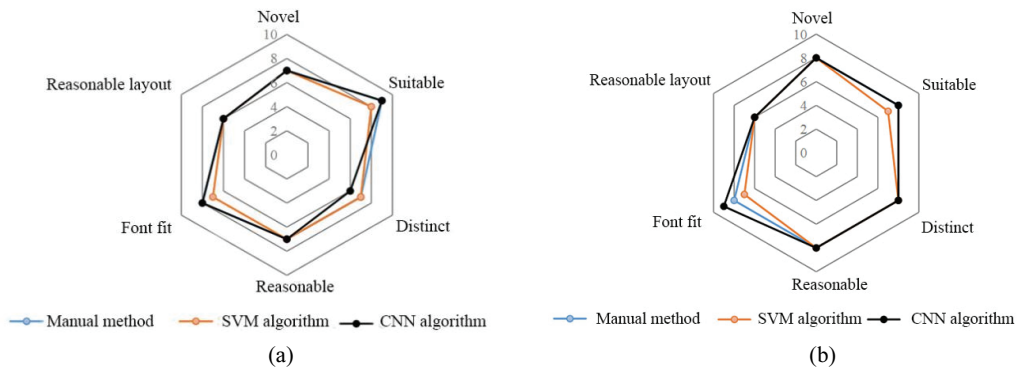 Novel
10
8
6
4
2
0
Suitable
Distinct
Reasonable
Font fit
Reasonable layout
Manual method SVM algorithm CNN algorithm
(a)
Novel
10
8
6
4
2
0
Suitable
Distinct
Reasonable
Font fit
Reasonable layout
Manual method SVM algorithm CNN algorithm
(b)